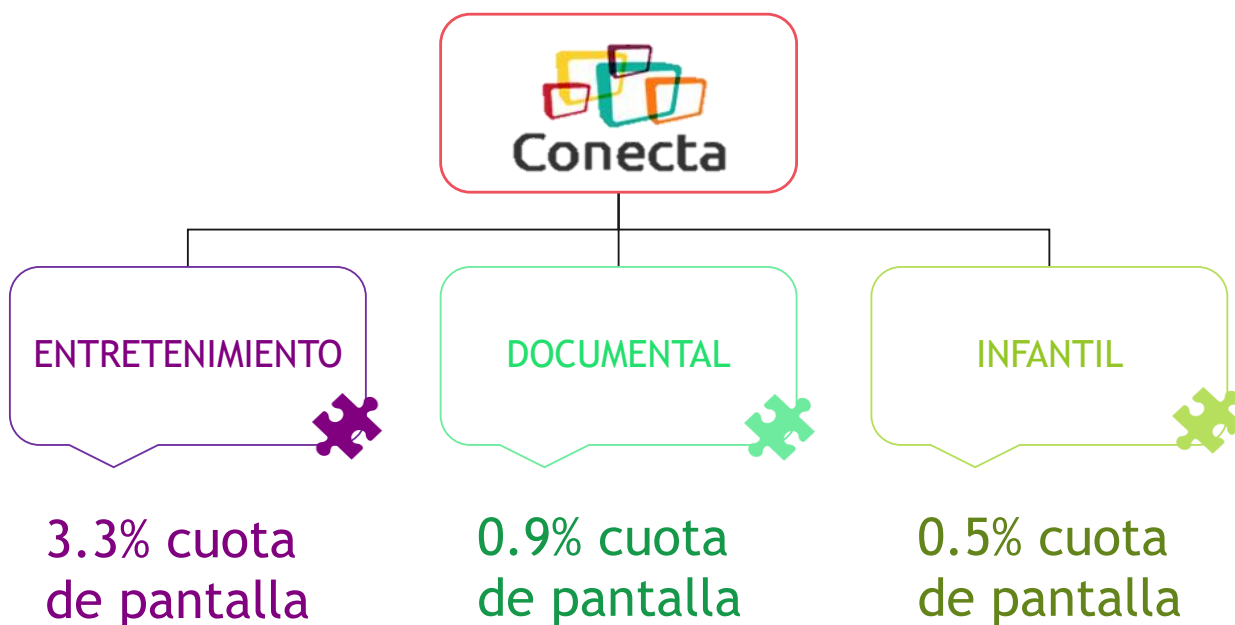 Conecta
ENTRETENIMIENTO
DOCUMENTAL
INFANTIL
3.3% cuota
de pantalla
0.9% cuota
de pantalla
0.5% cuota
de pantalla